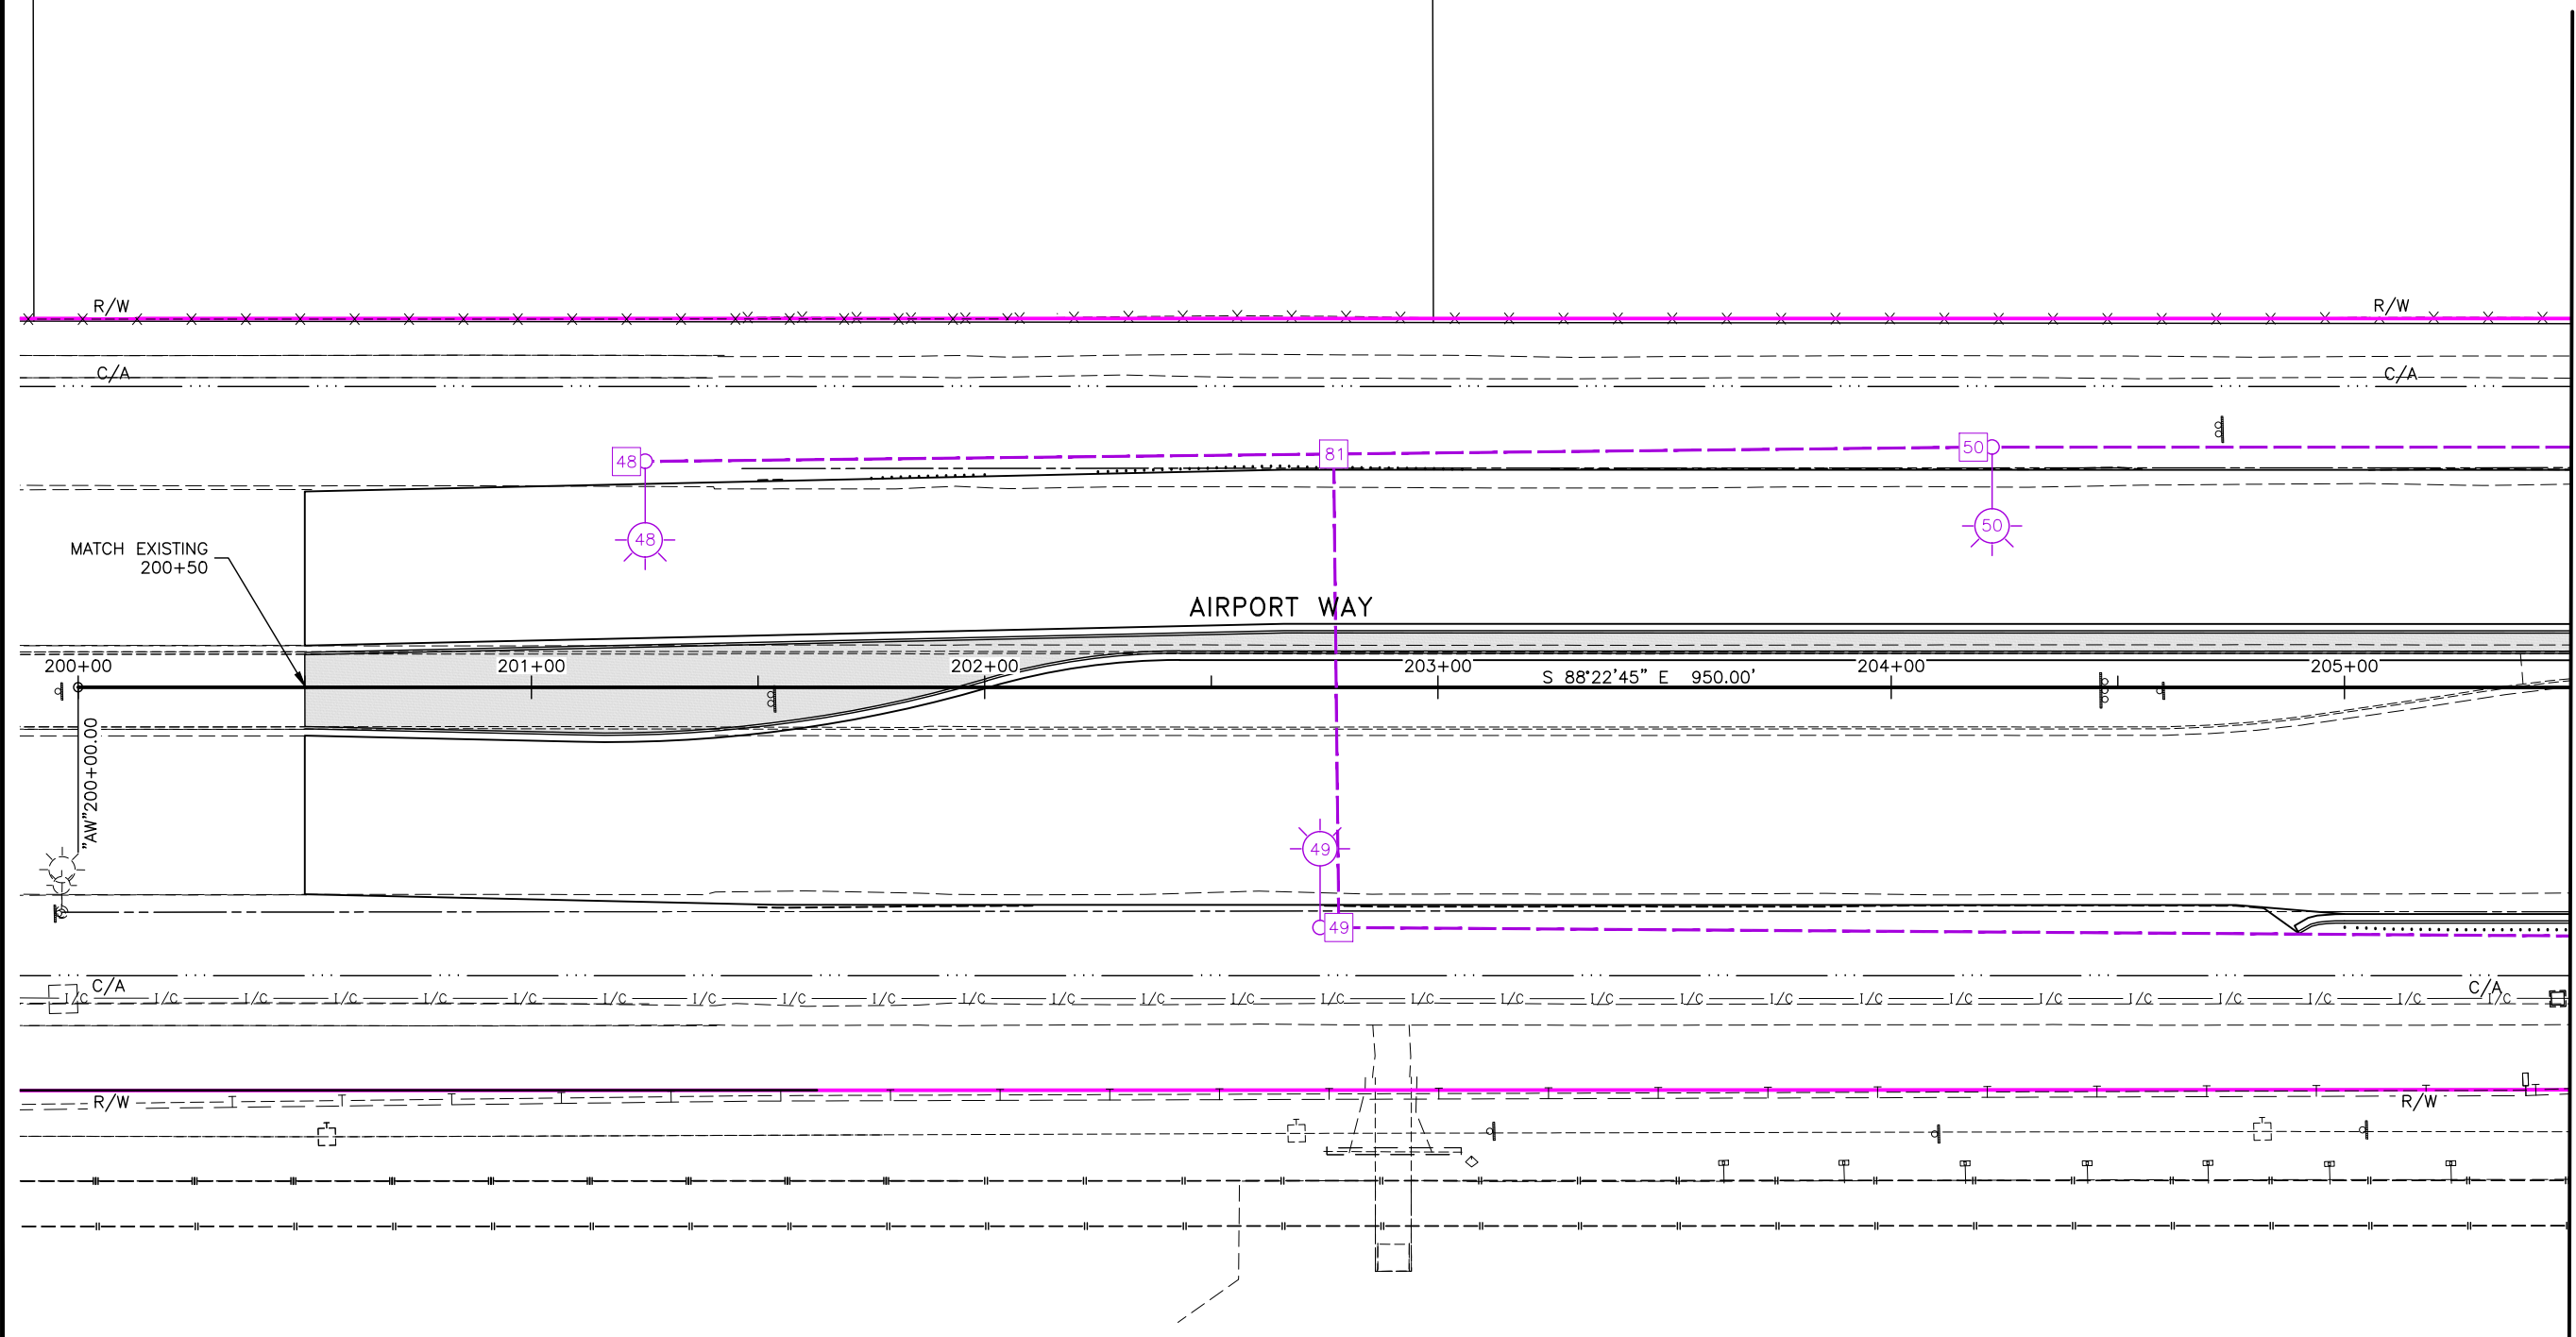 R/W
R/W
C/A
C/A
48
81
50
48
50
MATCH EXISTING
200+50
AIRPORT WAY
200+00
201+00
202+00
203+00
204+00
205+00
S 88°22'45" E 950.00'
"AW"200+00.00
49
49
C/A
C/A
I/C I/C I/C I/C I/C I/C I/C I/C I/C I/C I/C I/C I/C I/C I/C I/C I/C I/C I/C I/C I/C I/C I/C I/C I/C I/C I/C I/C
R/W
R/W